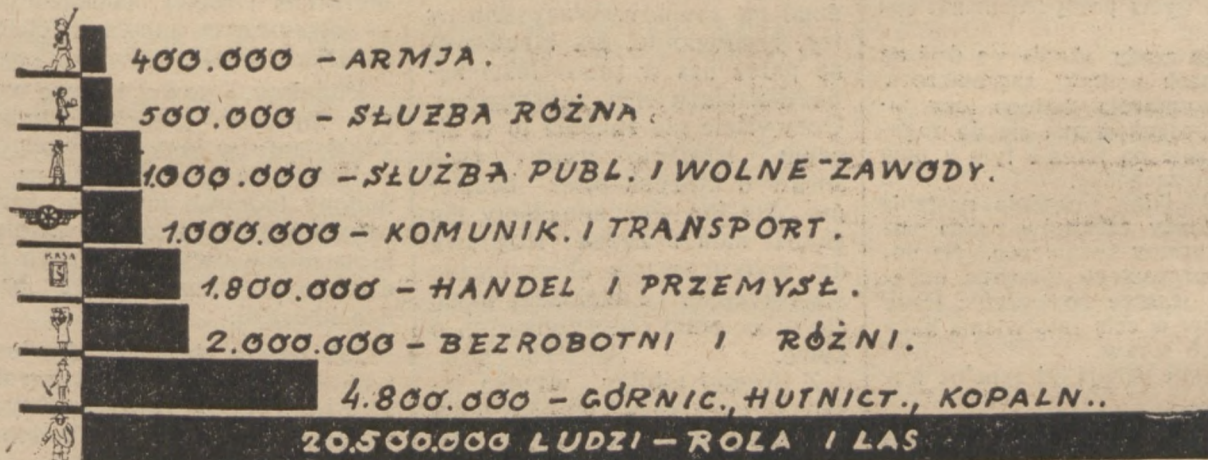 400.000 - ARMJA.
500.000 - SŁUŻBA RÓŻNA.
1.000.000 - SŁUŻBA PUBL. I WOLNE-ZAWODY.
1.000.000 - KOMUNIK. I TRANSPORT.
KASA
1.800.000 - HANDEL I PRZEMYSŁ.
2.000.000 - BEZROBOTNI I RÓŻNI.
4.800.000 - GÓRNIC., HUTNICT., KOPALN..
20.500.000 LUDZI - ROLA I LAS